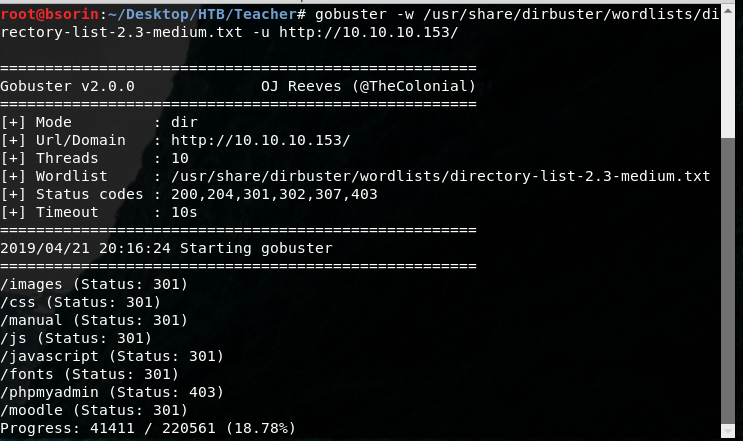 root@bsorin:~/Desktop/HTB/Teacher# gobuster -w /usr/share/dirbuster/wordlists/di
rectory-list-2.3-medium.txt -u http://10.10.10.153/
=====================================================
Gobuster v2.0.0              OJ Reeves (@TheColonial)
=====================================================
[+] Mode         : dir
[+] Url/Domain   : http://10.10.10.153/
[+] Threads      : 10
[+] Wordlist     : /usr/share/dirbuster/wordlists/directory-list-2.3-medium.txt
[+] Status codes : 200,204,301,302,307,403
[+] Timeout      : 10s
=====================================================
2019/04/21 20:16:24 Starting gobuster
=====================================================
/images (Status: 301)
/css (Status: 301)
/manual (Status: 301)
/js (Status: 301)
/javascript (Status: 301)
/fonts (Status: 301)
/phpmyadmin (Status: 403)
/moodle (Status: 301)
Progress: 41411 / 220561 (18.78%)